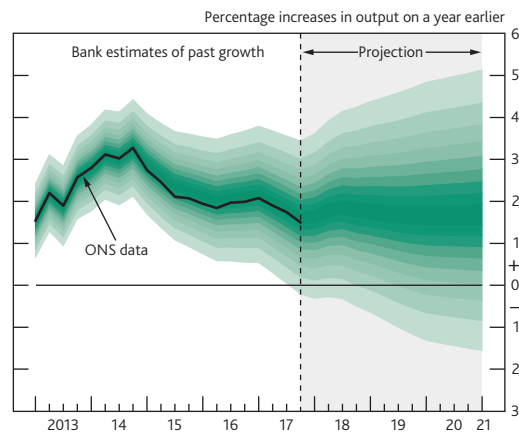 Percentage increases in output on a year earlier
Bank estimates of past growth
Projection
ONS data
6
5
4
3
2
1
+
0
–
1
2
3
2013 14 15 16 17 18 19 20 21